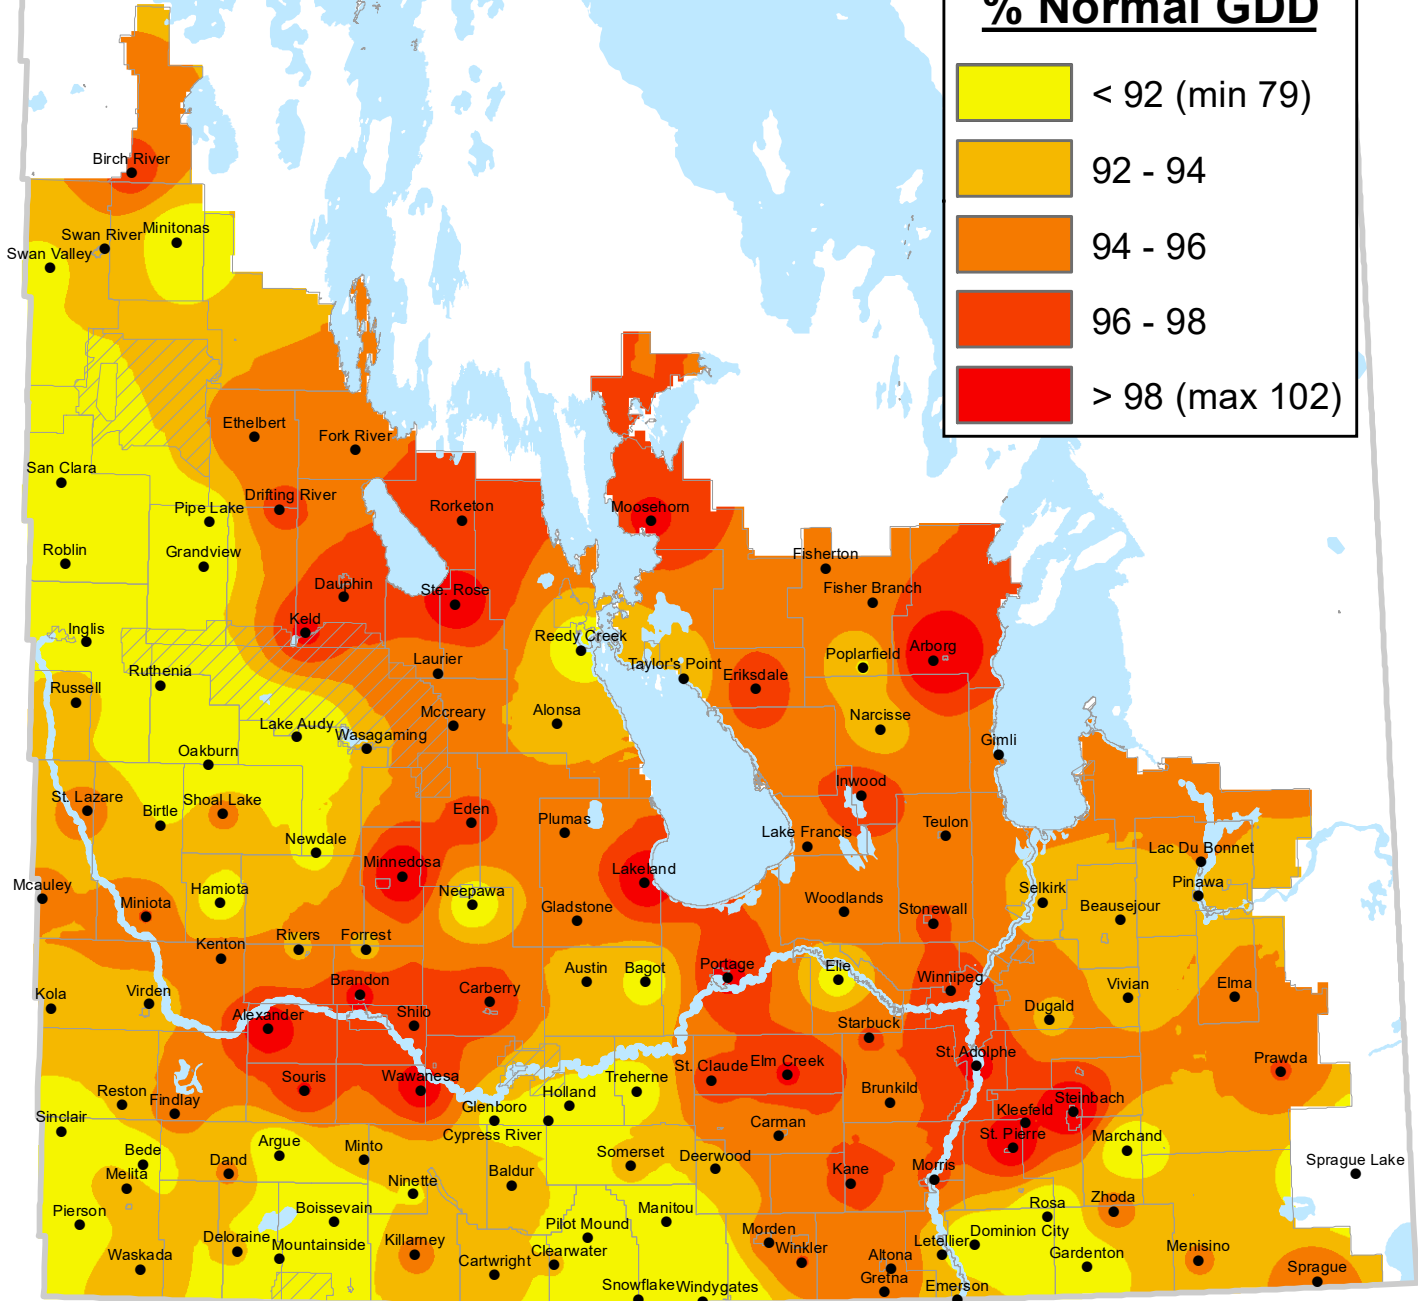 % Normal GDD
< 92 (min 79)
92 - 94
94 - 96
96 - 98
> 98 (max 102)
Birch River
Swan River
Minitonas
Swan Valley
Ethelbert
Fork River
San Clara
Drifting River
Pipe Lake
Rorketon
Moosehorn
Roblin
Grandview
Fisherton
Dauphin
Ste. Rose
Fisher Branch
Keld
Inglis
Reedy Creek
Arborg
Poplarfield
Laurier
Taylor's Point
Eriksdale
Ruthenia
Russell
Mccreary
Alonsa
Narcisse
Lake Audy
Wasagaming
Gimli
Oakburn
Inwood
St. Lazare
Shoal Lake
Birtle
Eden
Plumas
Teulon
Lake Francis
Newdale
Lac Du Bonnet
Minnedosa
Lakeland
Pinawa
Mcauley
Hamiota
Neepawa
Selkirk
Miniota
Gladstone
Woodlands
Stonewall
Beausejour
Kenton
Rivers
Forrest
Austin
Bagot
Portage
Elie
Brandon
Winnipeg
Vivian
Elma
Kola
Virden
Carberry
Alexander
Shilo
Dugald
Starbuck
St. Adolphe
Prawda
Souris
Wawanesa
St. Claude
Elm Creek
Treherne
Reston
Findlay
Holland
Brunkild
Steinbach
Glenboro
Kleefeld
Sinclair
Cypress River
Carman
St. Pierre
Marchand
Bede
Argue
Minto
Somerset
Deerwood
Dand
Melita
Baldur
Kane
Morris
Sprague Lake
Ninette
Pierson
Boissevain
Manitou
Rosa
Zhoda
Pilot Mound
Morden
Dominion City
Deloraine
Mountainside
Killarney
Winkler
Letellier
Waskada
Cartwright
Clearwater
Altona
Gardenton
Menisino
Gretna
Sprague
Snowflake
Windygates
Emerson